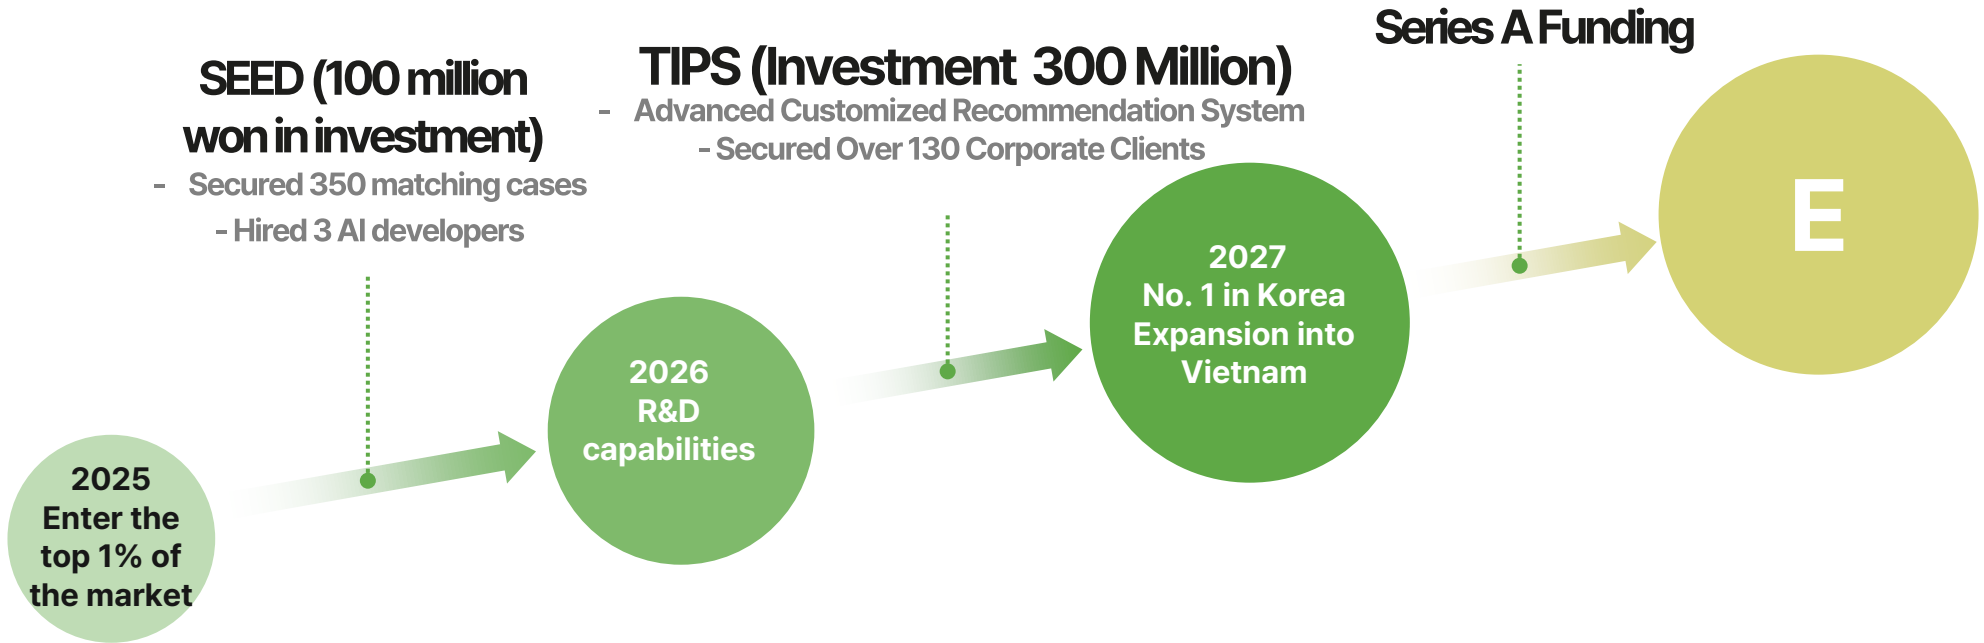 SEED (100 million
won in investment)
- Secured 350 matching cases
- Hired 3 AI developers
TIPS (Investment 300 Million)
- Advanced Customized Recommendation System
- Secured Over 130 Corporate Clients
Series A Funding
2025
Enter the
top 1% of
the market
2026
R&D
capabilities
2027
No. 1 in Korea
Expansion into
Vietnam
E